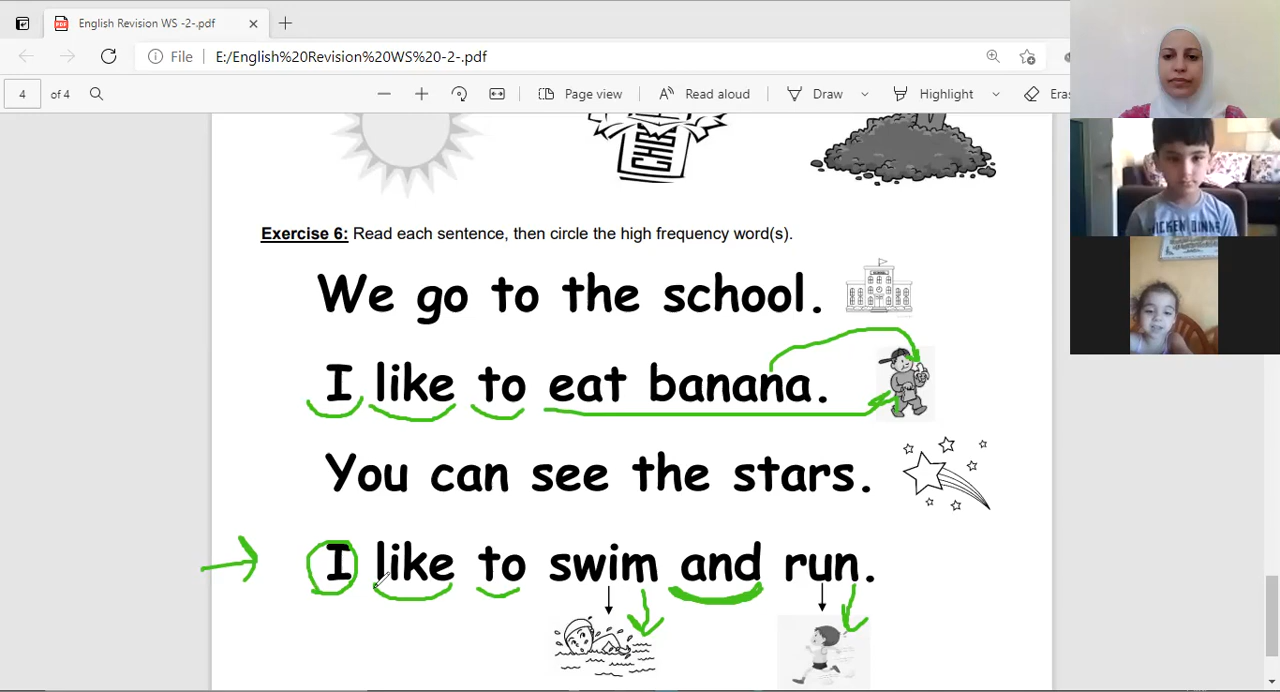 English Revision WS -2-.pdf
File E:/English%20Revision%20WS%20-2-.pdf
4 of 4 Page view Read aloud Draw Highlight Eras
Exercise 6: Read each sentence, then circle the high frequency word(s).
We go to the school.
SCHOOL
I like to eat banana.
You can see the stars.
I like to swim and run.